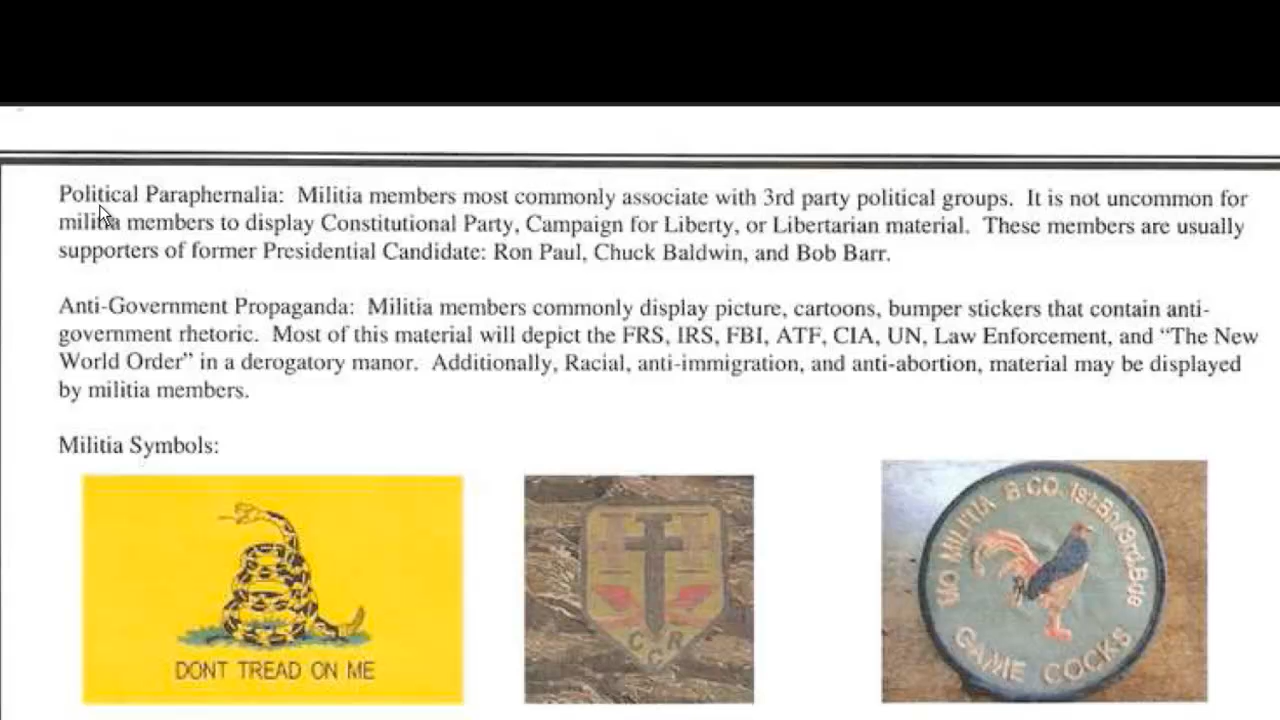 Political Paraphernalia: Militia members most commonly associate with 3rd party political groups. It is not uncommon for
militia members to display Constitutional Party, Campaign for Liberty, or Libertarian material. These members are usually
supporters of former Presidential Candidate: Ron Paul, Chuck Baldwin, and Bob Barr.
Anti-Government Propaganda: Militia members commonly display picture, cartoons, bumper stickers that contain anti-
government rhetoric. Most of this material will depict the FRS, IRS, FBI, ATF, CIA, UN, Law Enforcement, and “The New
World Order” in a derogatory manor. Additionally, Racial, anti-immigration, and anti-abortion, material may be displayed
by militia members.
Militia Symbols:
DONT TREAD ON ME
CCR
MO MILITIA B CO. 1st.Bn/3rd.Bde
GAME COCKS